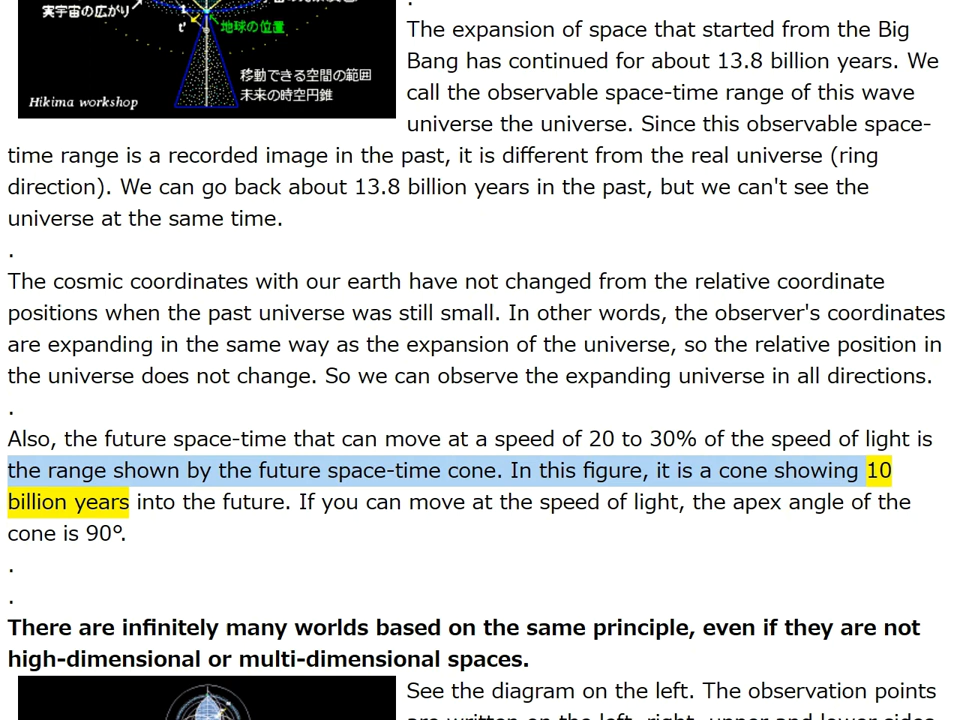 実宇宙の広がり
t'
地球の位置
移動できる空間の範囲
未来の時空円錐
Hikima workshop
.
The expansion of space that started from the Big
Bang has continued for about 13.8 billion years. We
call the observable space-time range of this wave
universe the universe. Since this observable space-
time range is a recorded image in the past, it is different from the real universe (ring
direction). We can go back about 13.8 billion years in the past, but we can't see the
universe at the same time.
.
The cosmic coordinates with our earth have not changed from the relative coordinate
positions when the past universe was still small. In other words, the observer's coordinates
are expanding in the same way as the expansion of the universe, so the relative position in
the universe does not change. So we can observe the expanding universe in all directions.
.
Also, the future space-time that can move at a speed of 20 to 30% of the speed of light is
the range shown by the future space-time cone. In this figure, it is a cone showing 10
billion years into the future. If you can move at the speed of light, the apex angle of the
cone is 90°.
.
.
There are infinitely many worlds based on the same principle, even if they are not
high-dimensional or multi-dimensional spaces.
See the diagram on the left. The observation points
are written on the left, right, upper and lower sides